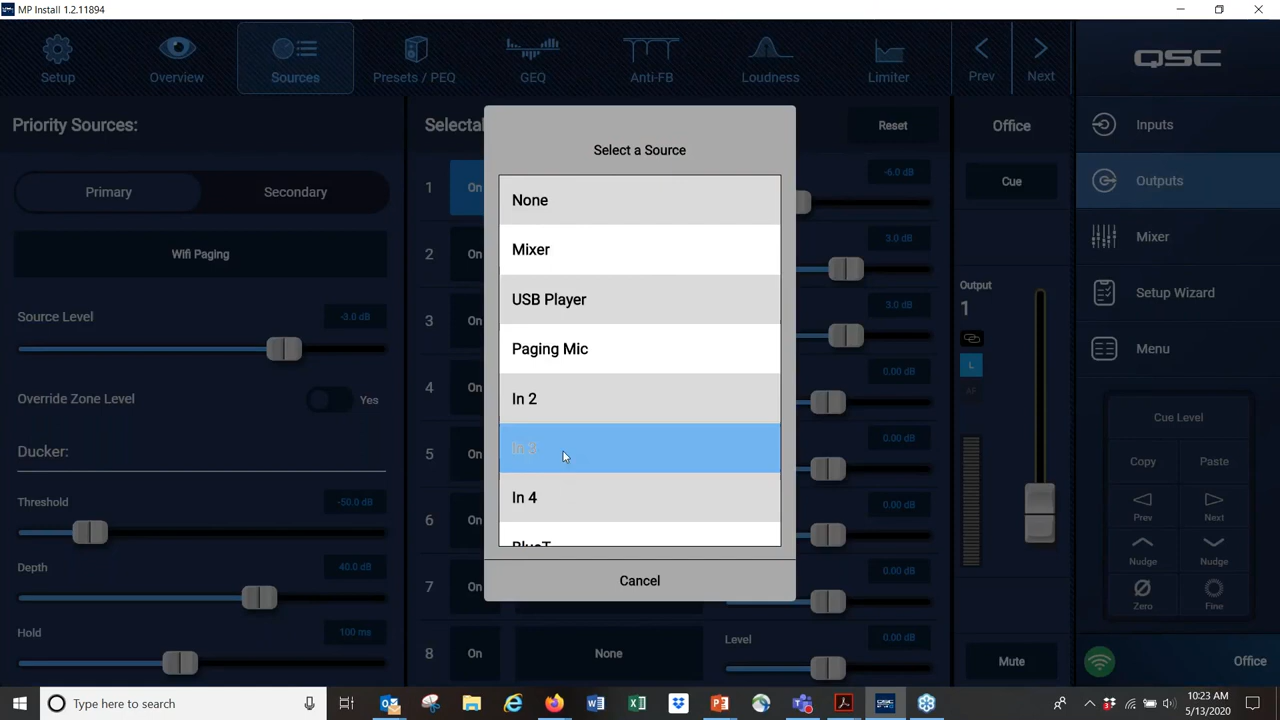 MP Install 1.2.11894
Setup
Overview
Sources
Presets / PEQ
GEQ
Anti-FB
Loudness
Limiter
Prev
Next
QSC
Priority Sources:
Primary
Secondary
Wifi Paging
Source Level
-3.0 dB
Override Zone Level
Yes
Ducker:
Threshold
-50.0 dB
Depth
40.0 dB
Hold
100 ms
Reset
1
On
-6.0 dB
2
On
3.0 dB
3
On
3.0 dB
4
On
0.00 dB
5
On
0.00 dB
6
On
0.00 dB
7
On
0.00 dB
8
On
None
Level
0.00 dB
Select a Source
None
Mixer
USB Player
Paging Mic
In 2
In 3
In 4
Cancel
Office
Cue
Output
1
L
AF
Mute
Inputs
Outputs
Mixer
Setup Wizard
Menu
Cue Level
Copy
Paste
Prev
Next
Nudge
Nudge
Zero
Fine
Office
Type here to search
10:23 AM
5/13/2020